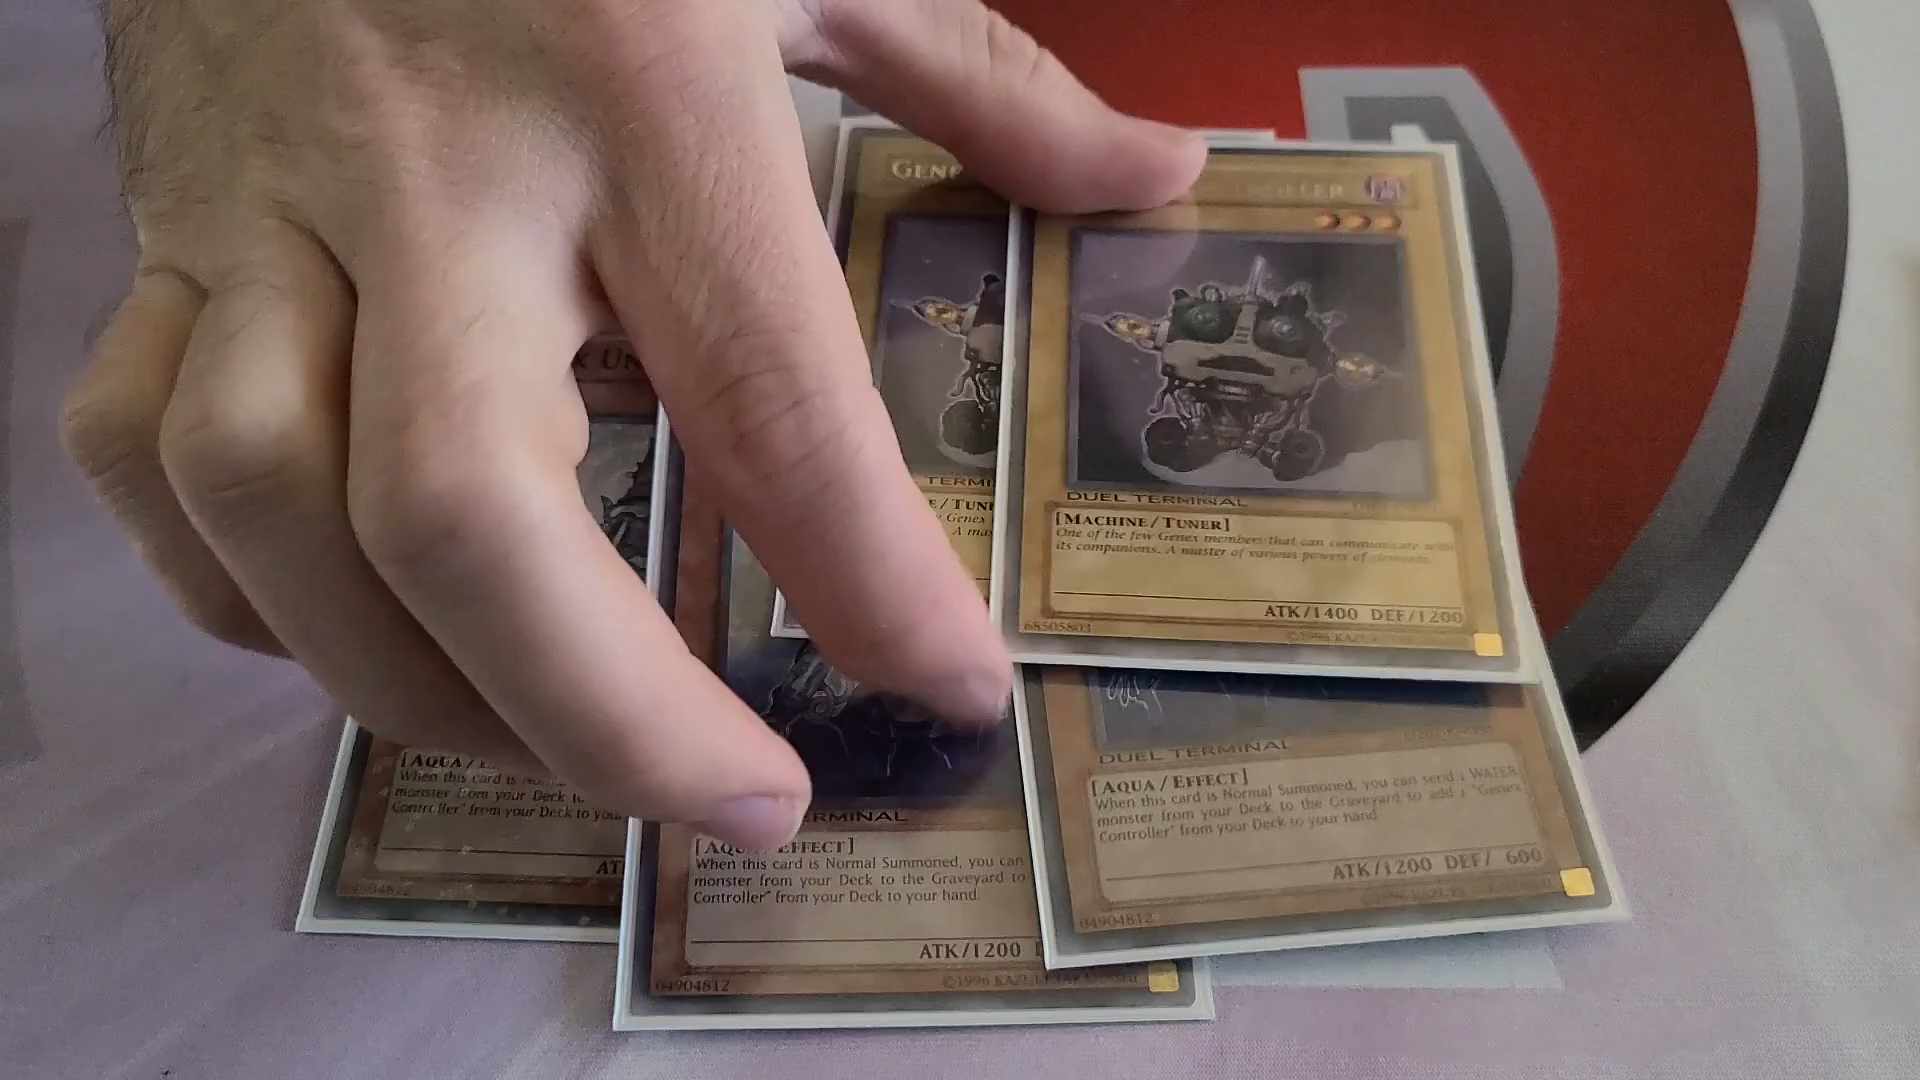 GENE
ROLLER
R UN
DUEL TERMINAL
[MACHINE/TUNER]
One of the few Genex members that can communicate with
its companions. A master of various powers of elements.
ATK/1400 DEF/1200
68505803
TERMI
E/TUN
Genex
A mas
DUEL TERMINAL
[AQUA/EFFECT]
When this card is Normal Summoned, you can send 1 WATER
monster from your Deck to the Graveyard to add 1 "Genex
Controller" from your Deck to your hand.
ATK/1200 DEF/ 600
04904812
ERMINAL
[AQU EFFECT]
When this card is Normal Summoned, you can
monster from your Deck to the Graveyard to
Controller" from your Deck to your hand.
ATK/1200
04904812
©1996
[AQUA/E
When this card is Norm
monster from your Deck
Controller" from your Deck to you
AT
04904812